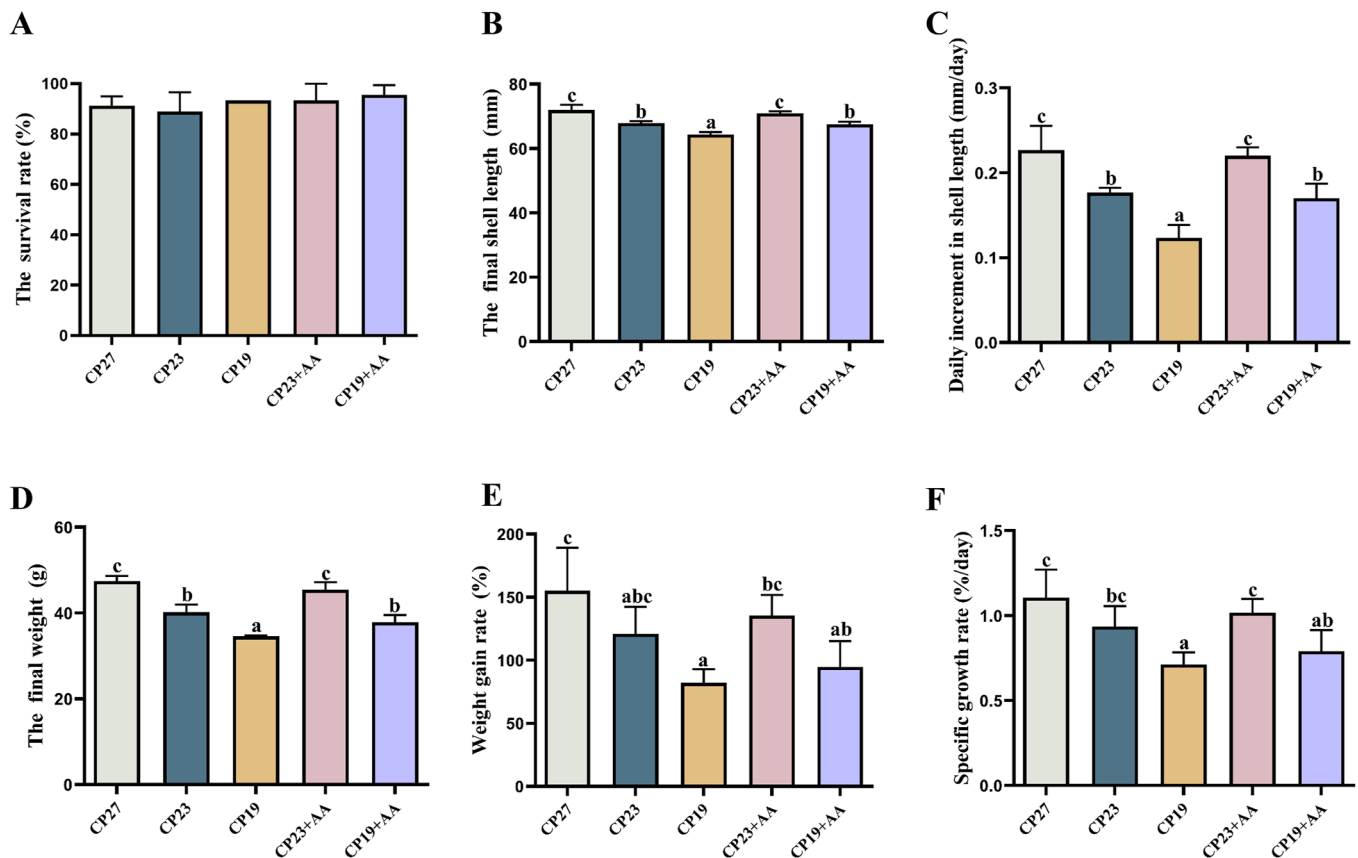 A
The survival rate (%)
100
80
60
40
20
0
CP27
CP23
CP19
CP23+AA
CP19+AA
B
The final shell length (mm)
80
60
40
20
0
c
b
a
c
b
CP27
CP23
CP19
CP23+AA
CP19+AA
C
Daily increment in shell length (mm/day)
0.3
0.2
0.1
0.0
c
b
a
c
b
CP27
CP23
CP19
CP23+AA
CP19+AA
D
The final weight (g)
60
40
20
0
c
b
a
c
b
CP27
CP23
CP19
CP23+AA
CP19+AA
E
Weight gain rate (%)
200
150
100
50
0
c
abc
a
bc
ab
CP27
CP23
CP19
CP23+AA
CP19+AA
F
Specific growth rate (%/day)
1.5
1.0
0.5
0.0
c
bc
a
c
ab
CP27
CP23
CP19
CP23+AA
CP19+AA